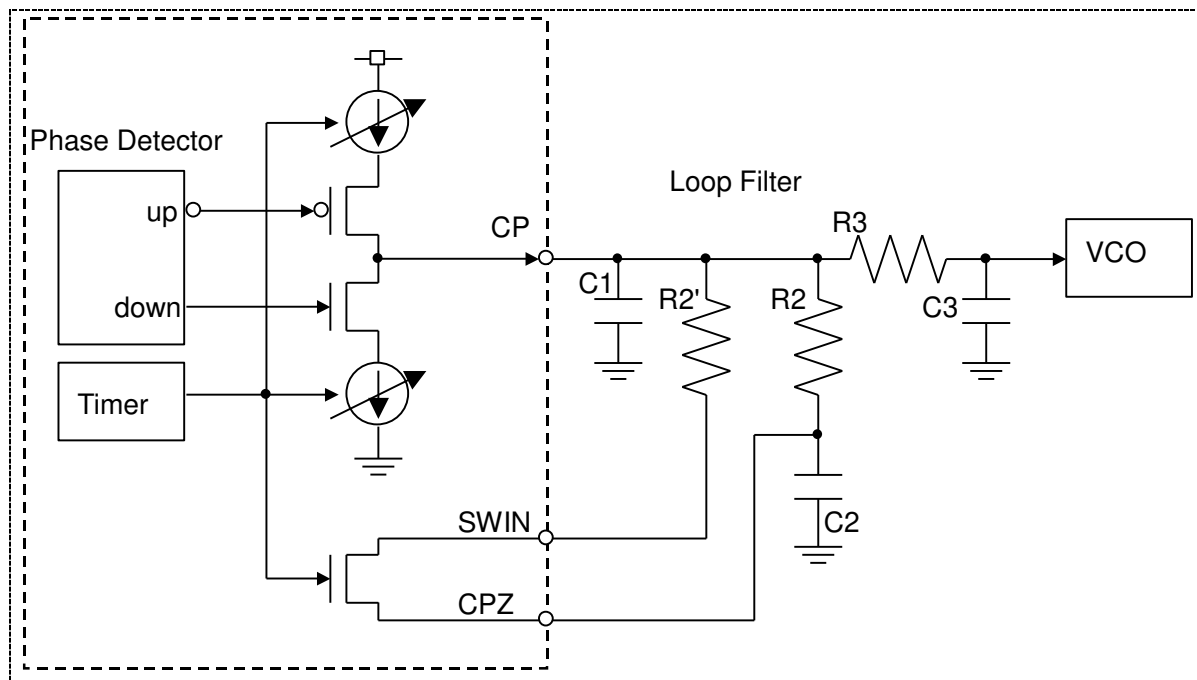 Phase Detector
up
down
Timer
CP
SWIN
CPZ
Loop Filter
C1
R2'
R2
R3
C3
C2
VCO